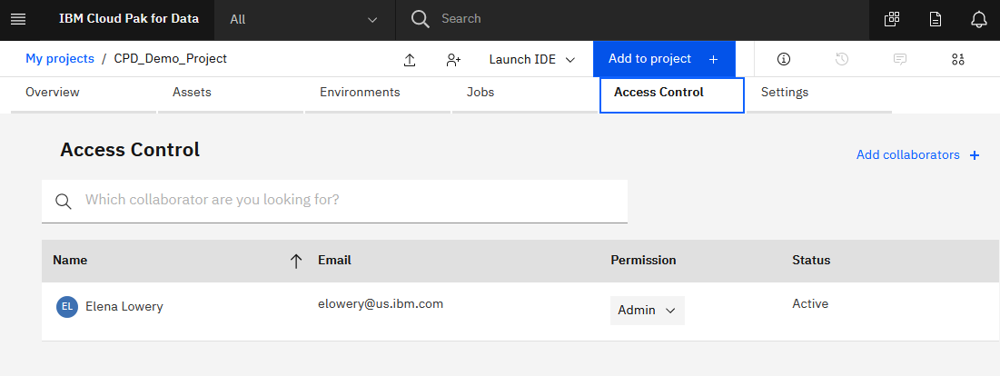 IBM Cloud Pak for Data All Search
My projects / CPD_Demo_Project Launch IDE Add to project +
Overview Assets Environments Jobs Access Control Settings
Access Control
Add collaborators +
Which collaborator are you looking for?
Name Email Permission Status
EL Elena Lowery elowery@us.ibm.com Admin Active